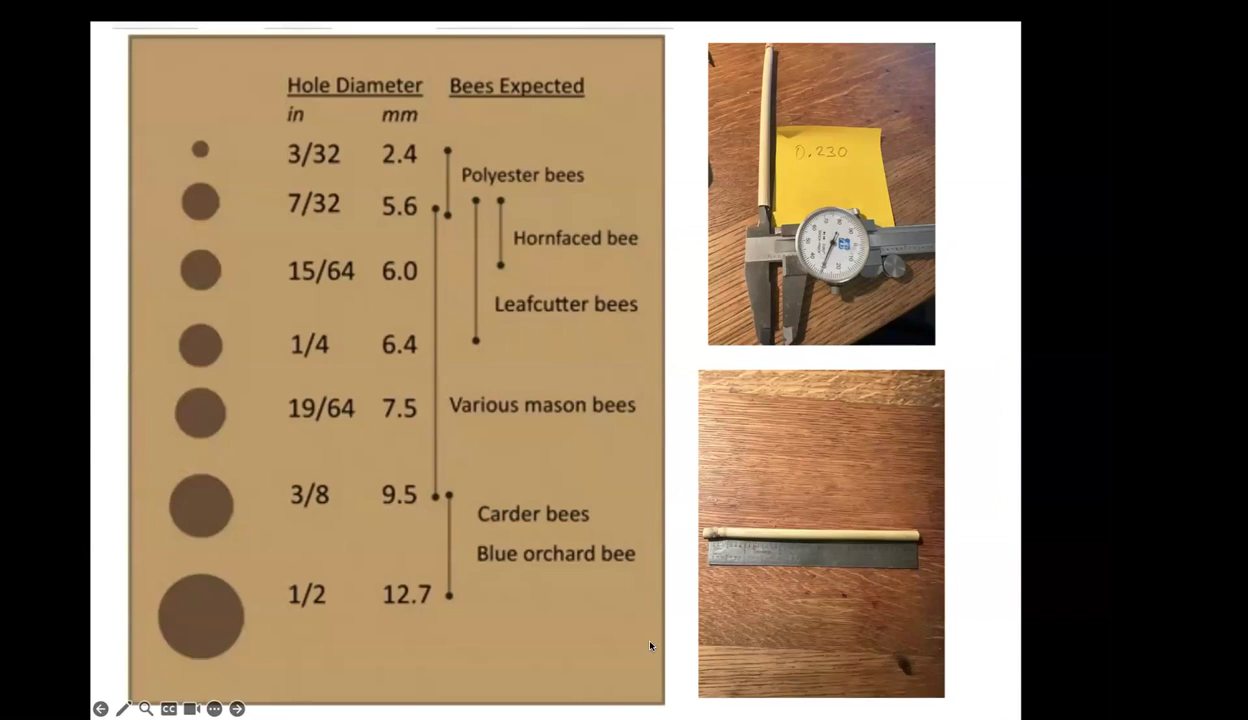 Hole Diameter Bees Expected
in mm
3/32 2.4
Polyester bees
7/32 5.6
Hornfaced bee
15/64 6.0
Leafcutter bees
1/4 6.4
19/64 7.5 Various mason bees
3/8 9.5
Carder bees
Blue orchard bee
1/2 12.7
0.230
CC